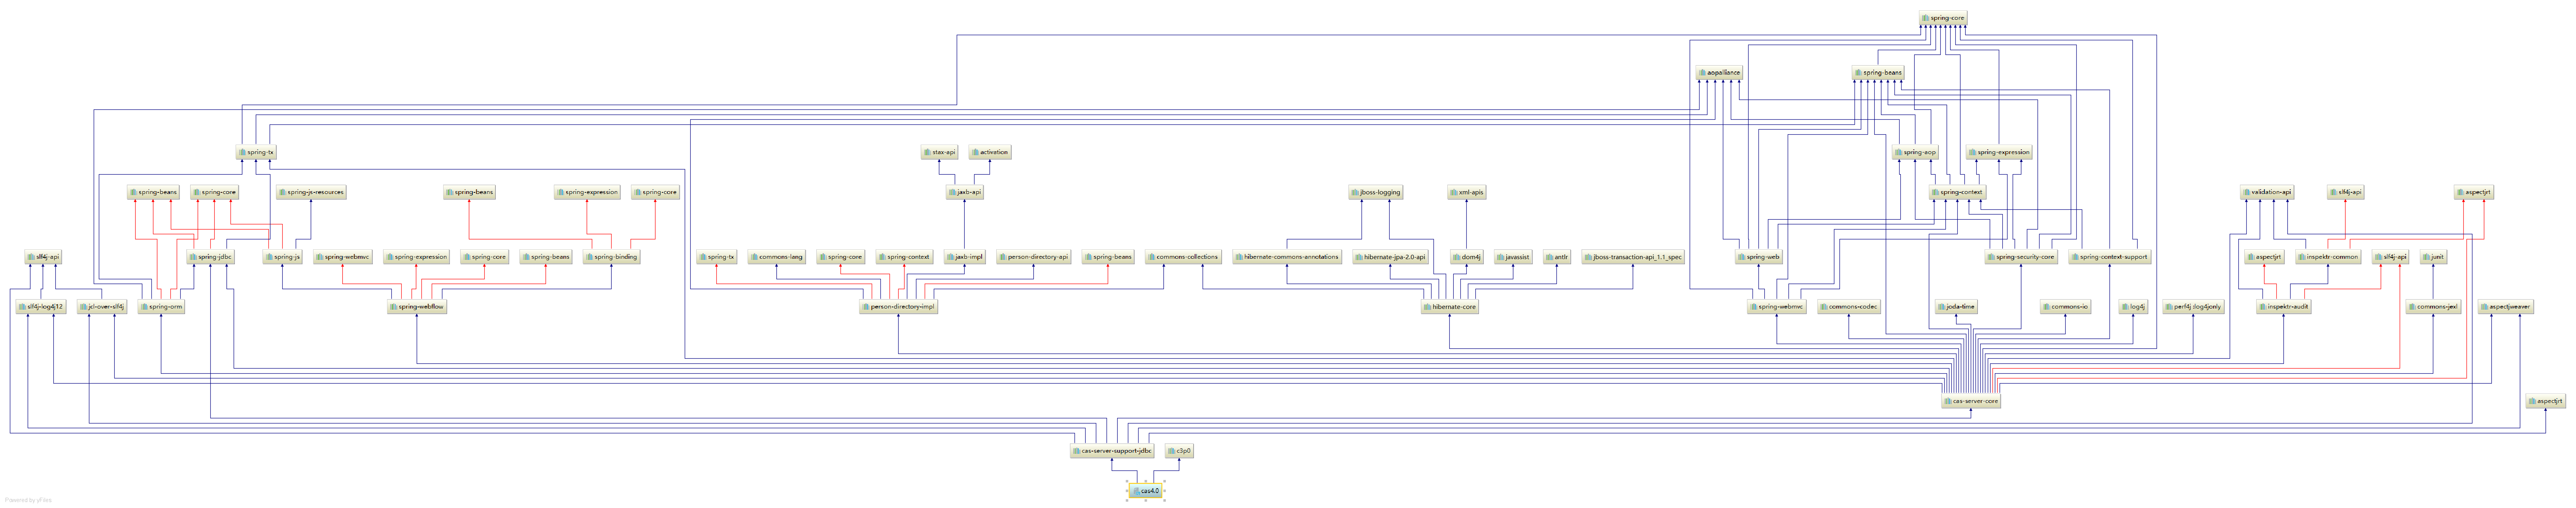 spring-core
aopalliance
spring-beans
spring-tx
stax-api
activation
spring-aop
spring-expression
spring-beans
spring-core
spring-js-resources
spring-beans
spring-expression
spring-core
jaxb-api
jboss-logging
xml-apis
spring-context
validation-api
slf4j-api
aspectjrt
slf4j-api
spring-jdbc
spring-js
spring-webmvc
spring-expression
spring-core
spring-beans
spring-binding
spring-tx
commons-lang
spring-core
spring-context
jaxb-impl
person-directory-api
spring-beans
commons-collections
hibernate-commons-annotations
hibernate-jpa-2.0-api
dom4j
javassist
antlr
jboss-transaction-api_1.1_spec
spring-web
spring-security-core
spring-context-support
aspectjrt
inspektr-common
slf4j-api
junit
slf4j-log4j12
jcl-over-slf4j
spring-orm
spring-webflow
person-directory-impl
hibernate-core
spring-webmvc
commons-codec
joda-time
commons-io
log4j
perf4j:log4jonly
inspektr-audit
commons-jexl
aspectjweaver
cas-server-core
aspectjrt
cas-server-support-jdbc
c3p0
cas4.0
Powered by yFiles